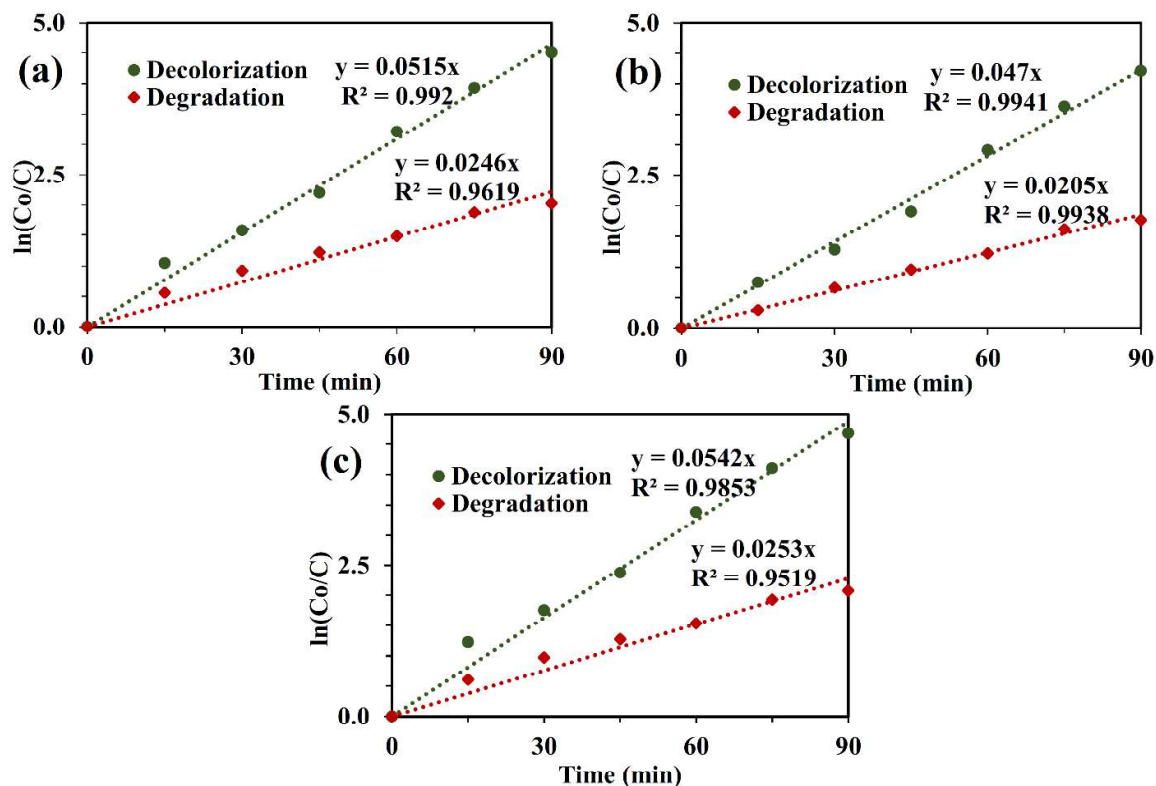 (a)
5.0
2.5
0.0
ln(Co/C)
Decolorization
Degradation
y = 0.0515x
R² = 0.992
y = 0.0246x
R² = 0.9619
0 30 60 90
Time (min)
(b)
5.0
2.5
0.0
ln(Co/C)
Decolorization
Degradation
y = 0.047x
R² = 0.9941
y = 0.0205x
R² = 0.9938
0 30 60 90
Time (min)
(c)
5.0
2.5
0.0
ln(Co/C)
Decolorization
Degradation
y = 0.0542x
R² = 0.9853
y = 0.0253x
R² = 0.9519
0 30 60 90
Time (min)